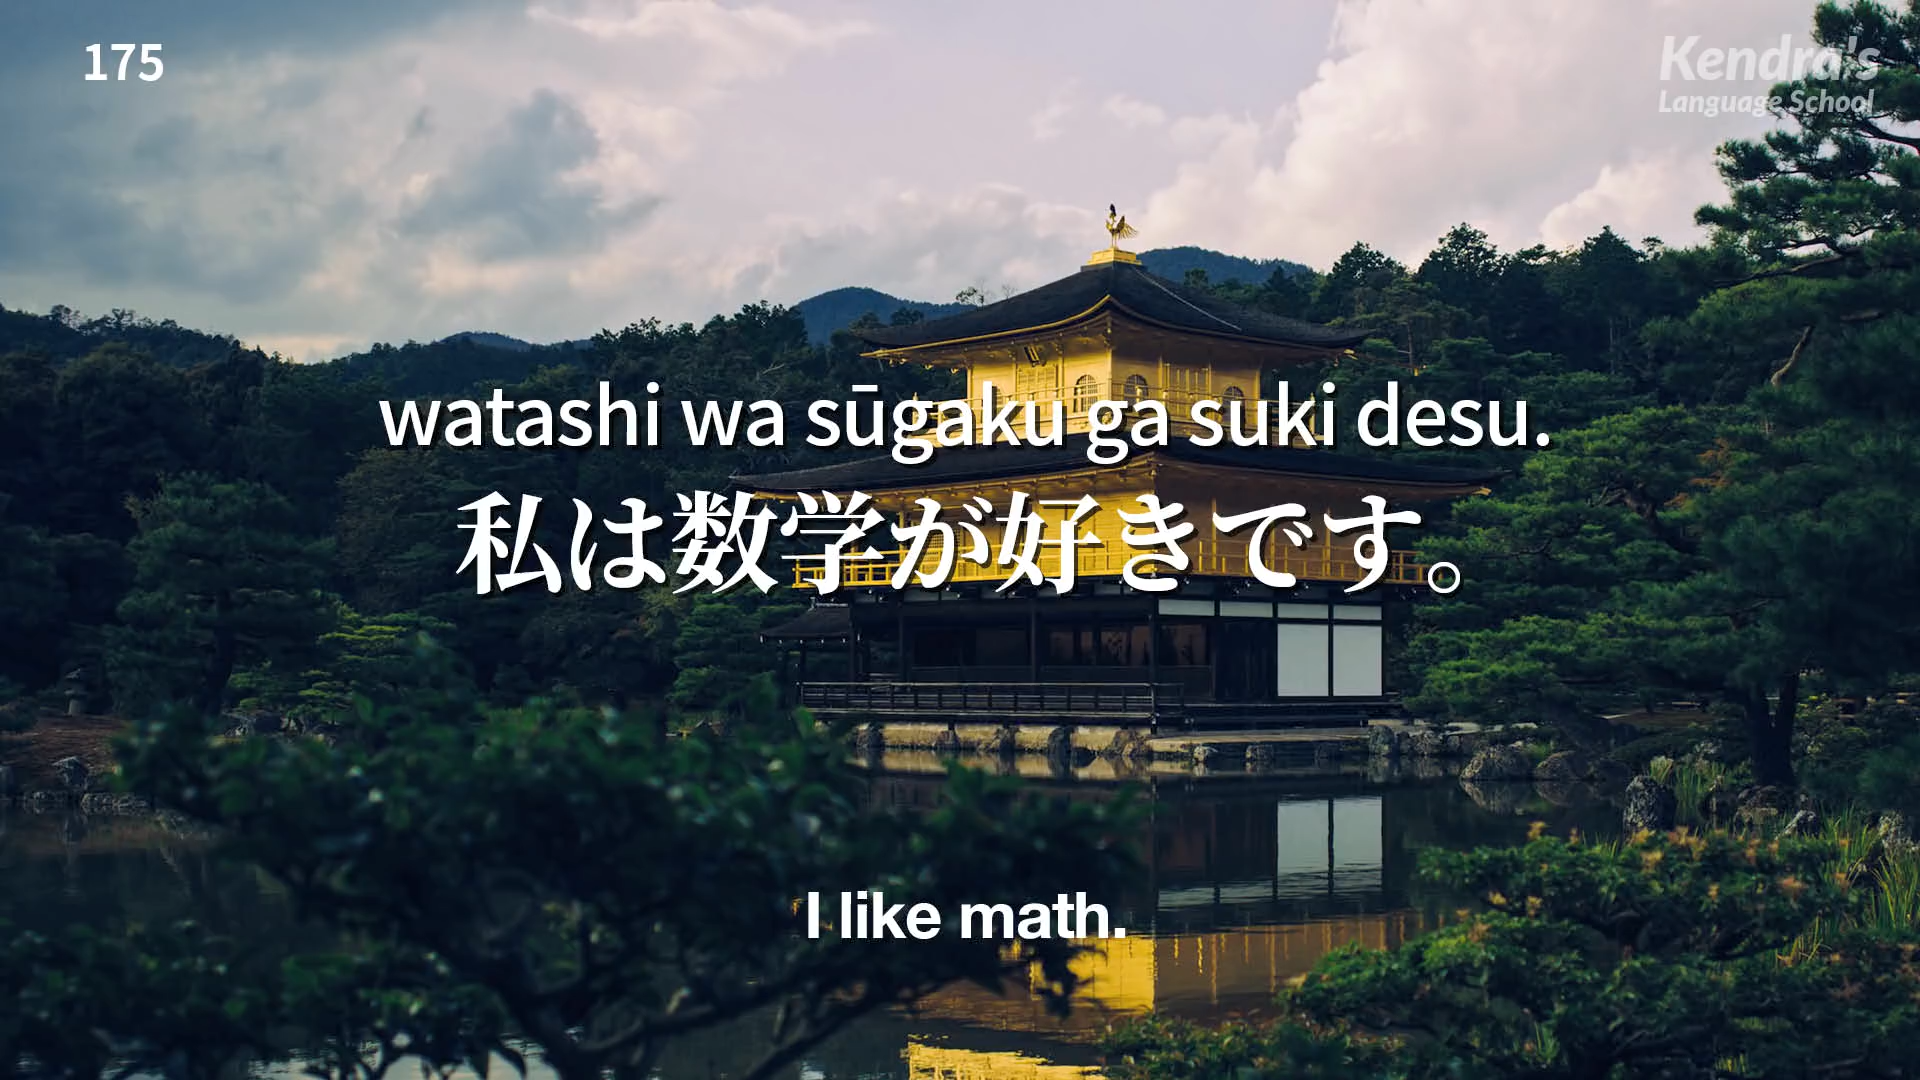 175
Kendra's
Language School
watashi wa sūgaku ga suki desu.
私は数学が好きです。
I like math.